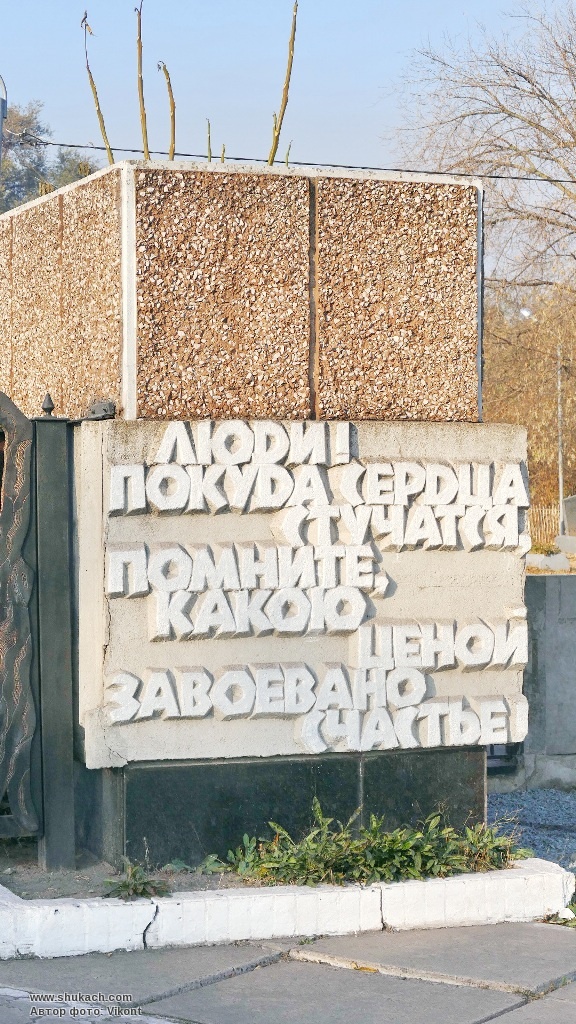 ЛЮДИ!
ПОКУДА СЕРДЦА
СТУЧАТСЯ,
ПОМНИТЕ,
КАКОЮ
ЦЕНОЙ
ЗАВОЕВАНО
СЧАСТЬЕ!
www.shukach.com
Автор фото: Vikont